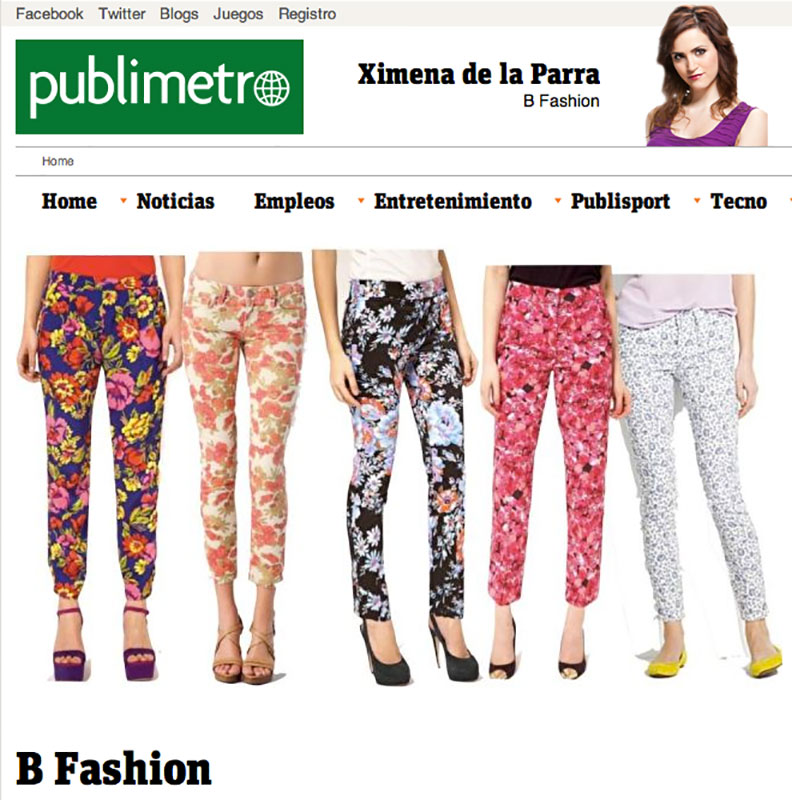 Facebook Twitter Blogs Juegos Registro
publimetro
Ximena de la Parra
B Fashion
Home
Home Noticias Empleos Entretenimiento Publisport Tecno
B Fashion